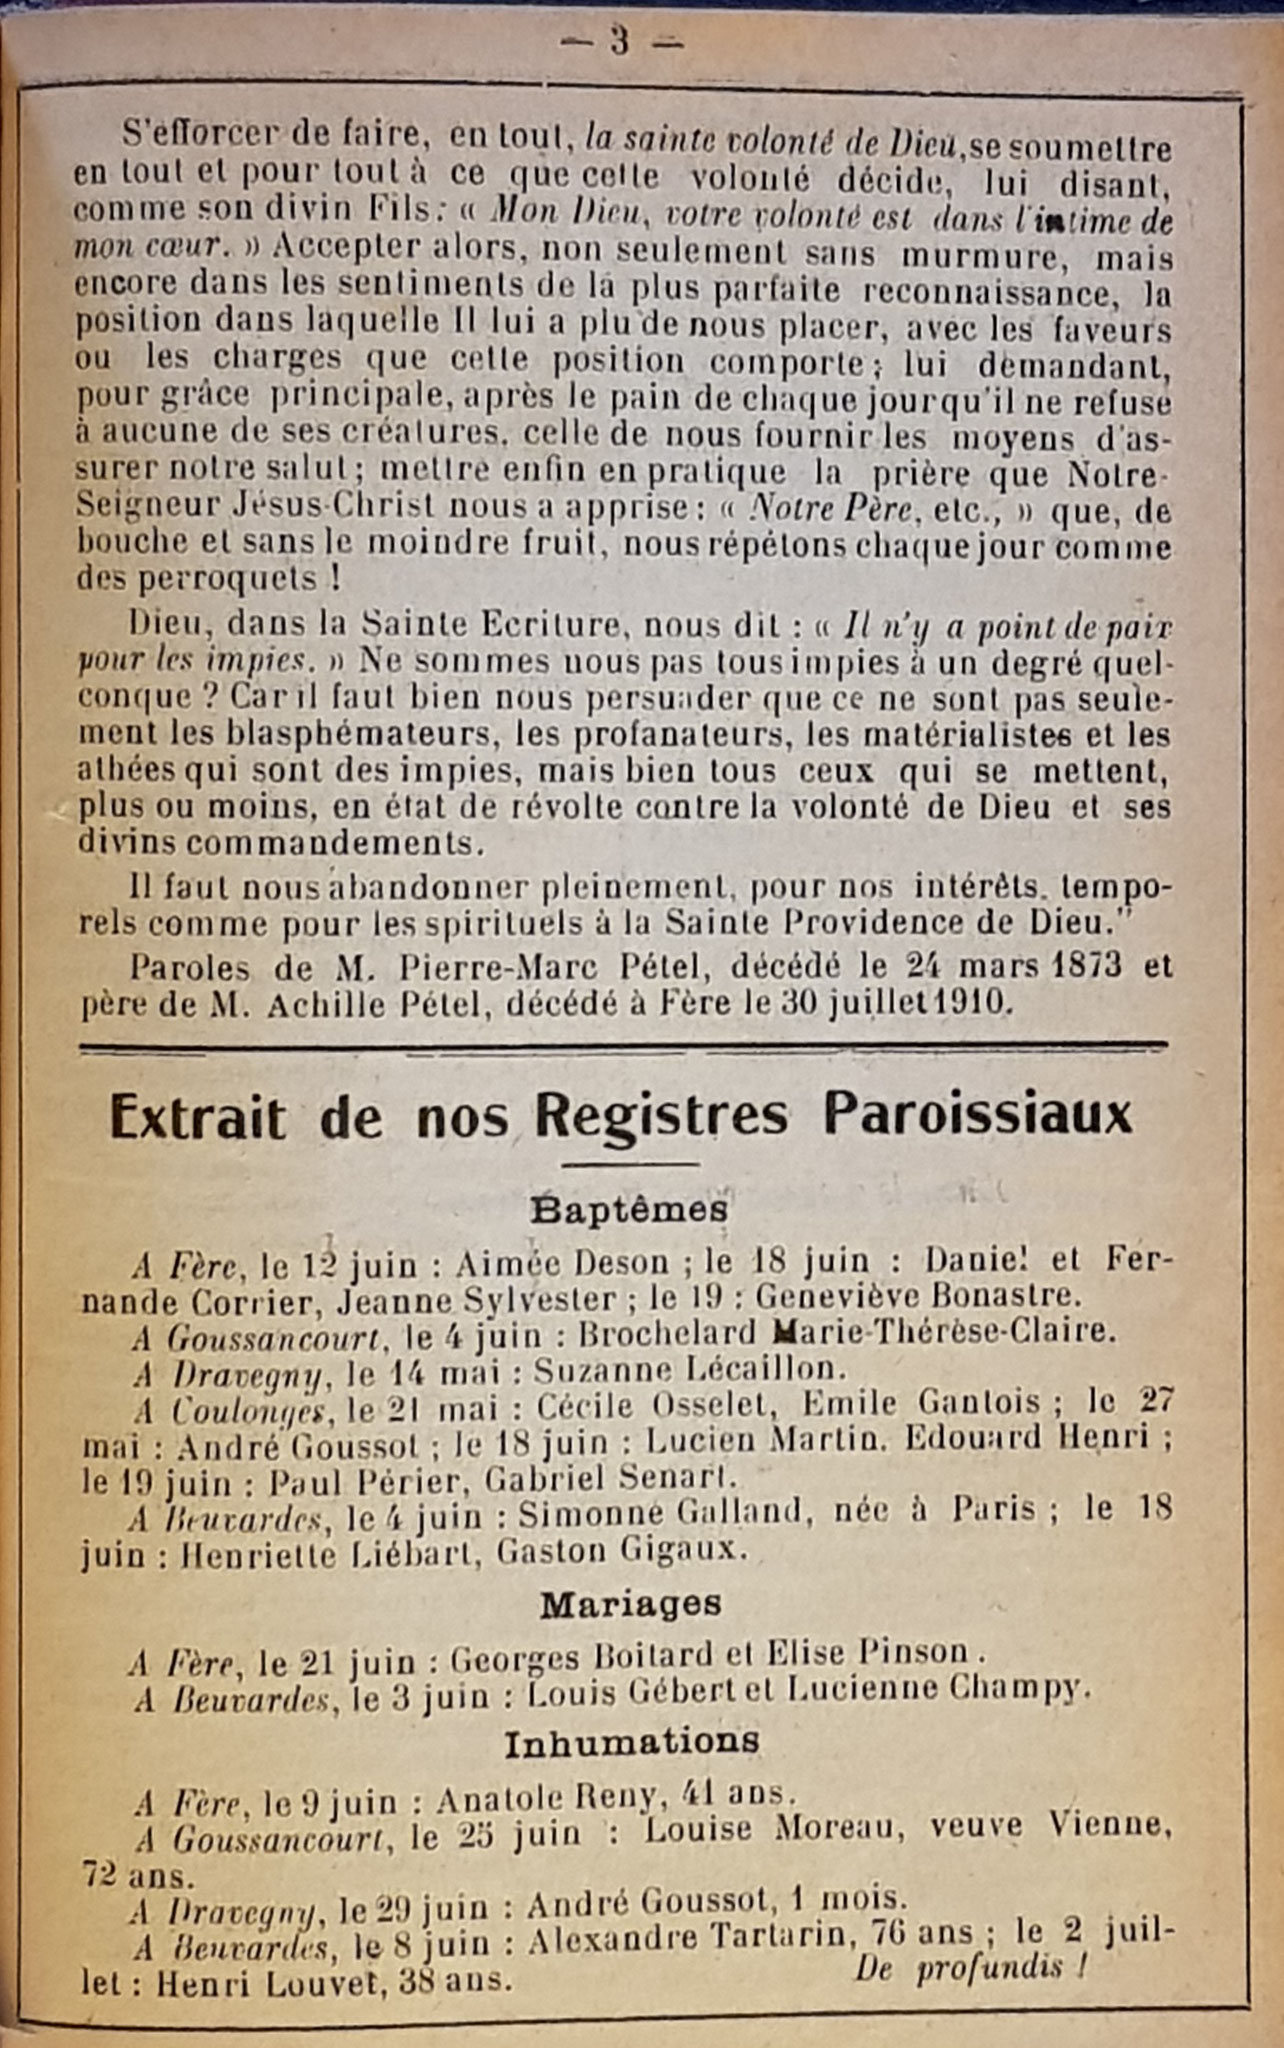 — 3 —
S'efforcer de faire, en tout, la sainte volonté de Dieu, se soumettre
en tout et pour tout à ce que cette volonté décide, lui disant,
comme son divin Fils : « Mon Dieu, votre volonté est dans l'intime de
mon cœur. » Accepter alors, non seulement sans murmure, mais
encore dans les sentiments de la plus parfaite reconnaissance, la
position dans laquelle Il lui a plu de nous placer, avec les faveurs
ou les charges que cette position comporte ; lui demandant,
pour grâce principale, après le pain de chaque jour qu'il ne refuse
à aucune de ses créatures, celle de nous fournir les moyens d'as-
surer notre salut ; mettre enfin en pratique la prière que Notre-
Seigneur Jésus-Christ nous a apprise : « Notre Père, etc., » que, de
bouche et sans le moindre fruit, nous répétons chaque jour comme
des perroquets !
Dieu, dans la Sainte Ecriture, nous dit : « Il n'y a point de paix
pour les impies. » Ne sommes nous pas tous impies à un degré quel-
conque ? Car il faut bien nous persuader que ce ne sont pas seule-
ment les blasphémateurs, les profanateurs, les matérialistes et les
athées qui sont des impies, mais bien tous ceux qui se mettent,
plus ou moins, en état de révolte contre la volonté de Dieu et ses
divins commandements.
Il faut nous abandonner pleinement, pour nos intérêts. tempo-
rels comme pour les spirituels à la Sainte Providence de Dieu."
Paroles de M. Pierre-Marc Pétel, décédé le 24 mars 1873 et
père de M. Achille Pétel, décédé à Fère le 30 juillet 1910.
Extrait de nos Registres Paroissiaux
Baptêmes
A Fère, le 12 juin : Aimée Deson ; le 18 juin : Daniel et Fer-
nande Corrier, Jeanne Sylvester ; le 19 : Geneviève Bonastre.
A Goussancourt, le 4 juin : Brochelard Marie-Thérèse-Claire.
A Dravegny, le 14 mai : Suzanne Lécaillon.
A Coulonges, le 21 mai : Cécile Osselet, Emile Gantois ; le 27
mai : André Goussot ; le 18 juin : Lucien Martin. Edouard Henri ;
le 19 juin : Paul Périer, Gabriel Senart.
A Beuvardes, le 4 juin : Simonne Galland, née à Paris ; le 18
juin : Henriette Liébart, Gaston Gigaux.
Mariages
A Fère, le 21 juin : Georges Boitard et Elise Pinson.
A Beuvardes, le 3 juin : Louis Gébert et Lucienne Champy.
Inhumations
A Fère, le 9 juin : Anatole Reny, 41 ans.
A Goussancourt, le 25 juin : Louise Moreau, veuve Vienne,
72 ans.
A Dravegny, le 29 juin : André Goussot, 1 mois.
A Beuvardes, le 8 juin : Alexandre Tartarin, 76 ans ; le 2 juil-
let : Henri Louvet, 38 ans. De profundis !